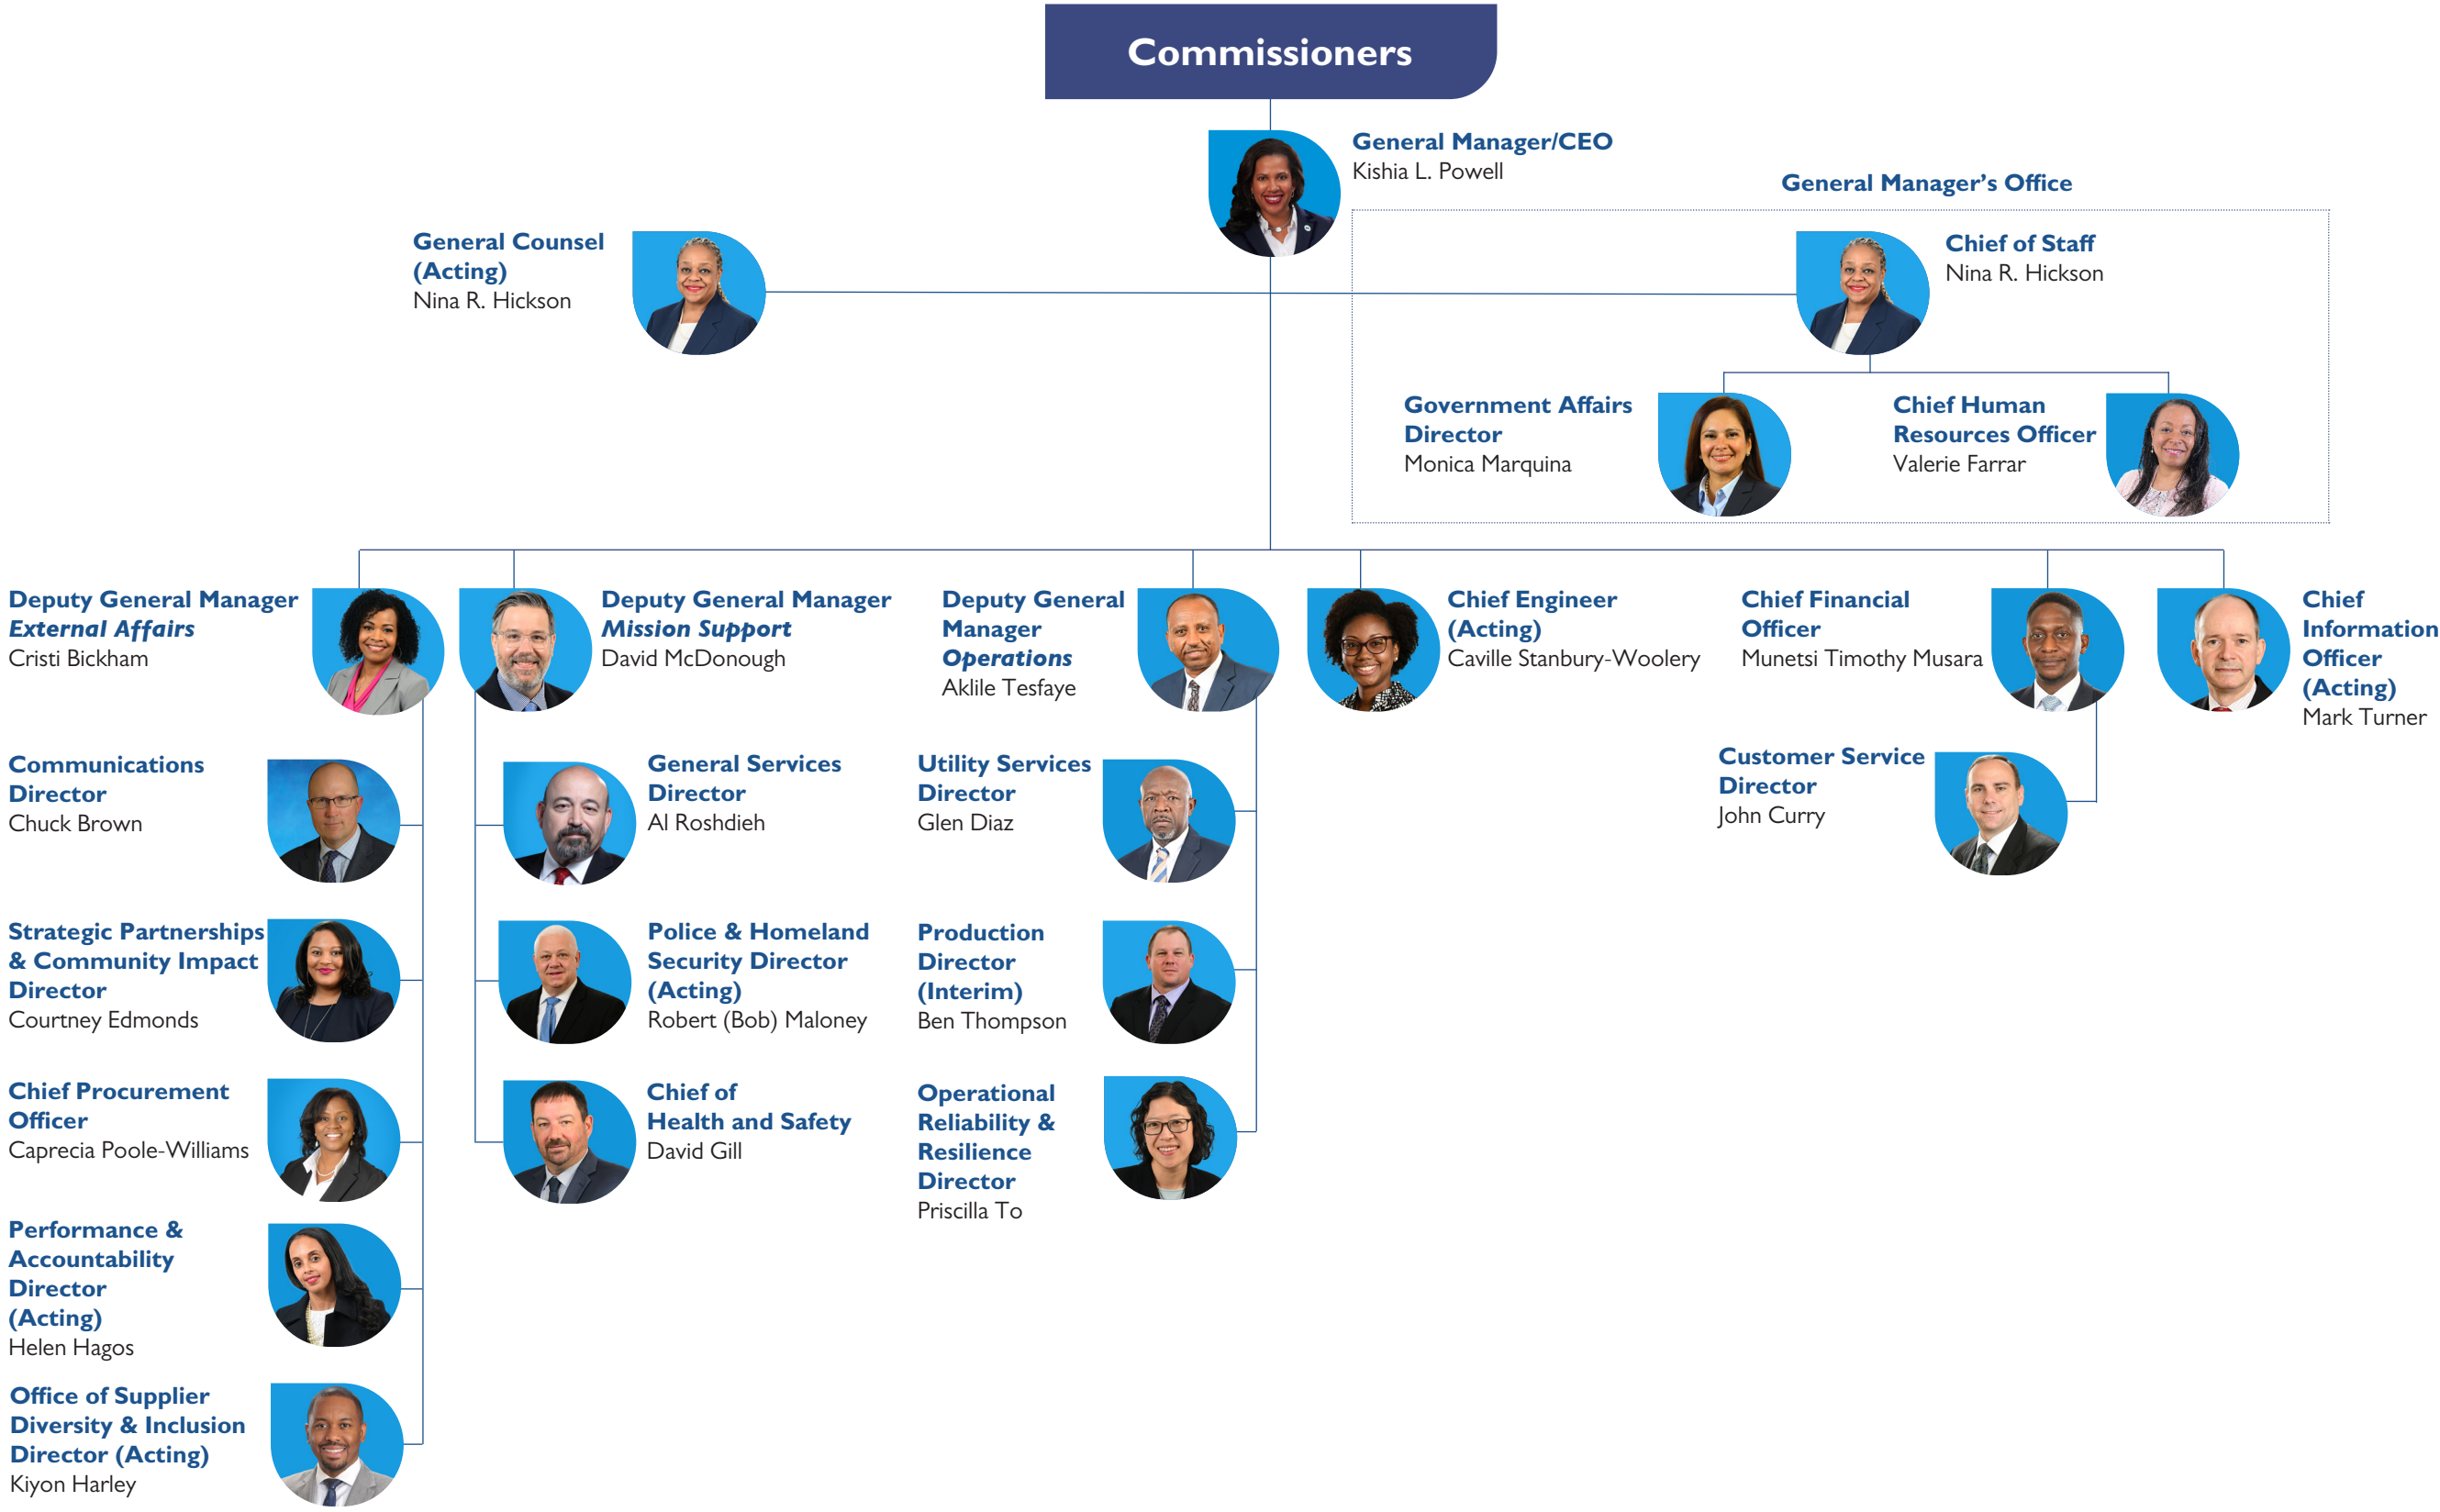 Commissioners
General Manager/CEO
Kishia L. Powell
General Manager’s Office
General Counsel
(Acting)
Nina R. Hickson
Chief of Staff
Nina R. Hickson
Government Affairs
Director
Monica Marquina
Chief Human
Resources Officer
Valerie Farrar
Deputy General Manager
External Affairs
Cristi Bickham
Deputy General Manager
Mission Support
David McDonough
Deputy General
Manager
Operations
Aklile Tesfaye
Chief Engineer
(Acting)
Caville Stanbury-Woolery
Chief Financial
Officer
Munetsi Timothy Musara
Chief
Information
Officer
(Acting)
Mark Turner
Communications
Director
Chuck Brown
General Services
Director
Al Roshdieh
Utility Services
Director
Glen Diaz
Customer Service
Director
John Curry
Strategic Partnerships
& Community Impact
Director
Courtney Edmonds
Police & Homeland
Security Director
(Acting)
Robert (Bob) Maloney
Production
Director
(Interim)
Ben Thompson
Chief Procurement
Officer
Caprecia Poole-Williams
Chief of
Health and Safety
David Gill
Operational
Reliability &
Resilience
Director
Priscilla To
Performance &
Accountability
Director
(Acting)
Helen Hagos
Office of Supplier
Diversity & Inclusion
Director (Acting)
Kiyon Harley